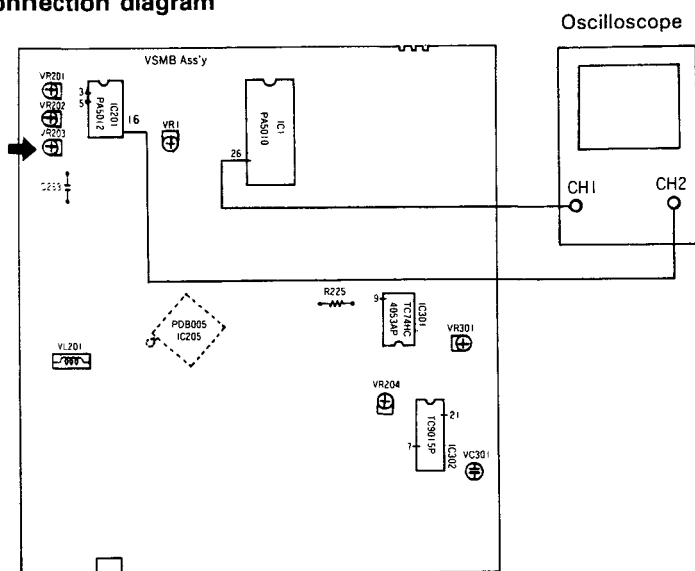 onnection diagram
Oscilloscope
VSMB Ass'y
VR201
VR202
VR203
3
5
IC201
PA5012
16
VR1
IC1
PA5010
26
CH1
CH2
R225
PDB005
IC205
9
TC74HC
4053AP
IC301
VR301
VL201
VR204
TC9015P
21
7
IC302
VC301